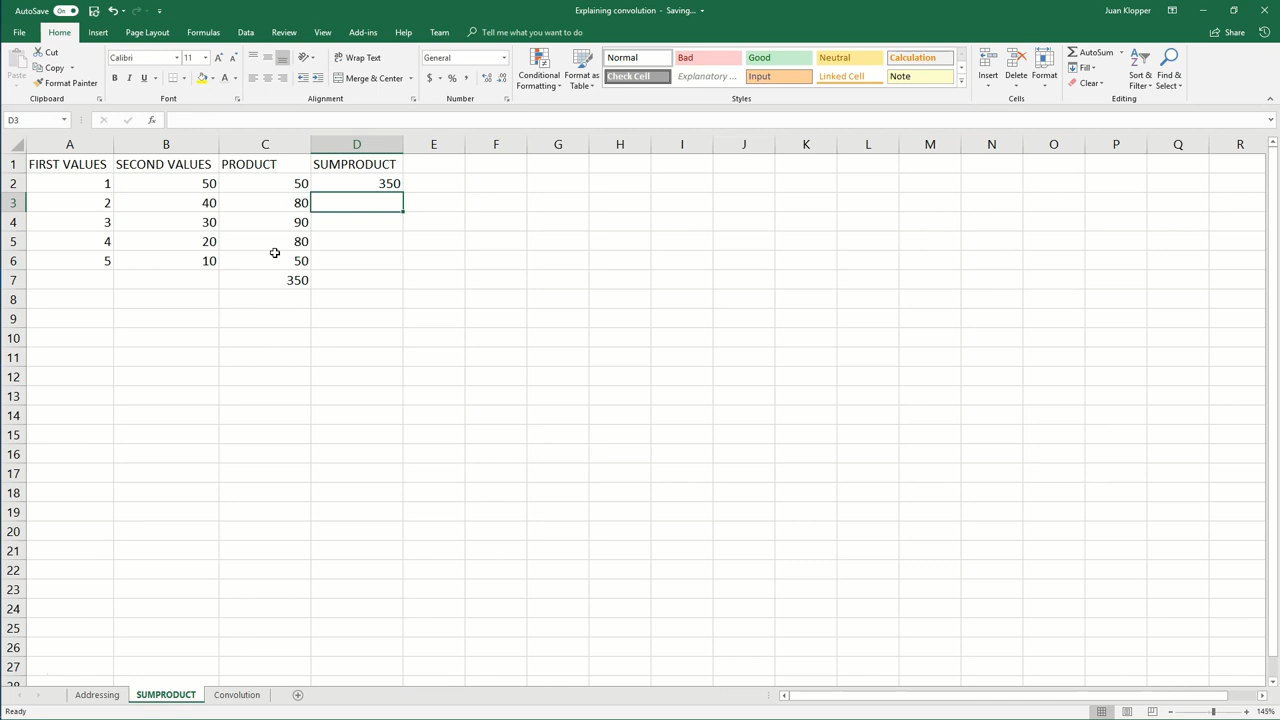 AutoSave On Explaining convolution - Saving... Juan Klopper
File Home Insert Page Layout Formulas Data Review View Add-ins Help Team Tell me what you want to do Share
Paste Cut Copy Format Painter
Calibri 11 B I U
Wrap Text Merge & Center
General $ % ,
Conditional Formatting Format as Table
Normal Bad Good Neutral Calculation
Check Cell Explanatory ... Input Linked Cell Note
Insert Delete Format
AutoSum Fill Clear Sort & Filter Find & Select
Clipboard Font Alignment Number Styles Cells Editing
D3 fx
A B C D E F G H I J K L M N O P Q R
1 FIRST VALUES SECOND VALUES PRODUCT SUMPRODUCT
2 1 50 50 350
3 2 40 80
4 3 30 90
5 4 20 80
6 5 10 50
7 350
8
9
10
11
12
13
14
15
16
17
18
19
20
21
22
23
24
25
26
27
28
Addressing SUMPRODUCT Convolution
Ready 145%